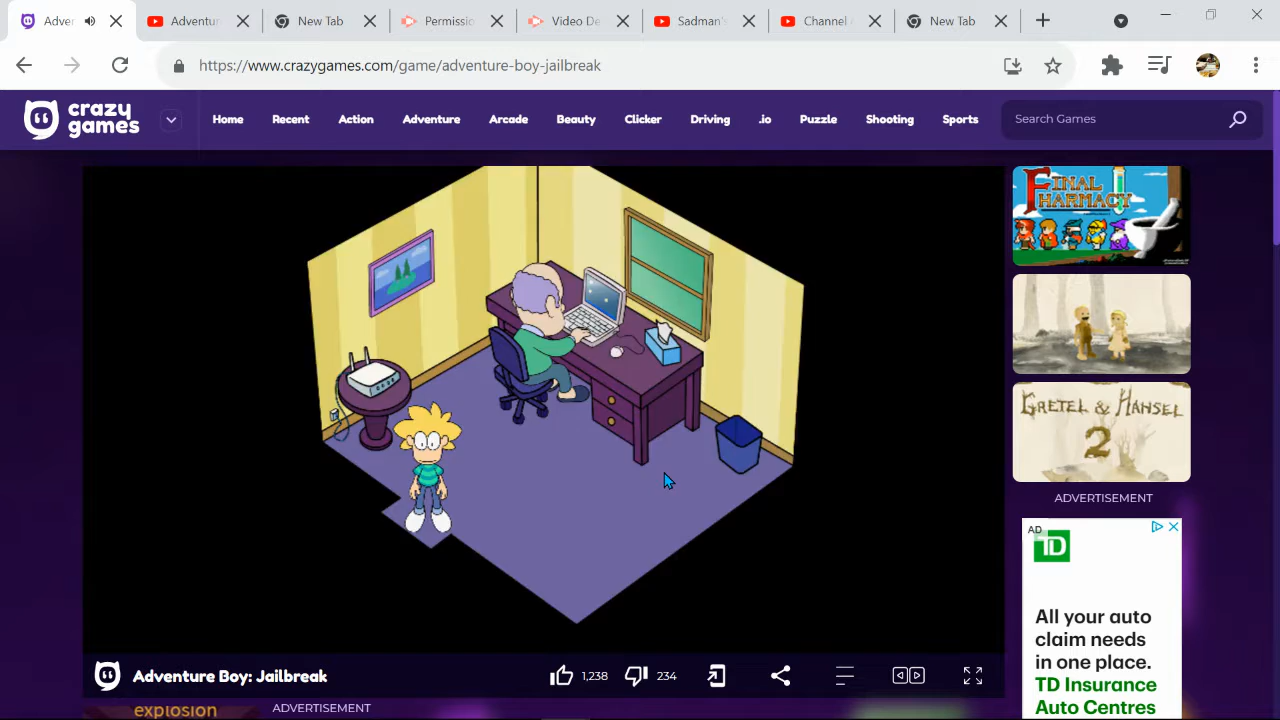 Adver
Adventur
New Tab
Permissio
Video De
Sadman's
Channel
New Tab
https://www.crazygames.com/game/adventure-boy-jailbreak
crazy
games
Home
Recent
Action
Adventure
Arcade
Beauty
Clicker
Driving
.io
Puzzle
Shooting
Sports
Search Games
FINAL
PHARMACY
GRETEL & HANSEL
2
ADVERTISEMENT
AD
TD
All your auto
claim needs
in one place.
TD Insurance
Auto Centres
Adventure Boy: Jailbreak
1,238
234
explosion
ADVERTISEMENT